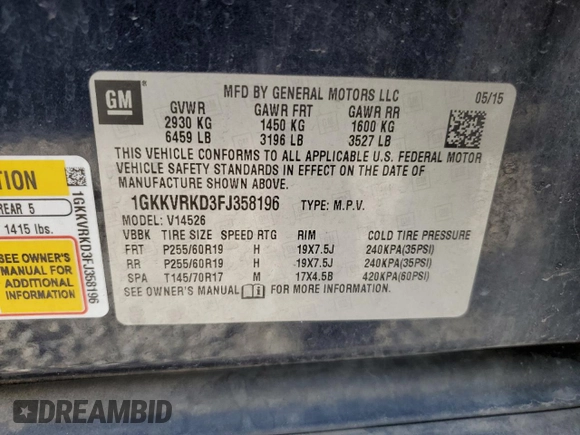 GM
MFD BY GENERAL MOTORS LLC 05/15
GVWR GAWR FRT GAWR RR
2930 KG 1450 KG 1600 KG
6459 LB 3196 LB 3527 LB
THIS VEHICLE CONFORMS TO ALL APPLICABLE U.S. FEDERAL MOTOR
VEHICLE SAFETY STANDARDS IN EFFECT ON THE DATE OF
MANUFACTURE SHOWN ABOVE.
1GKKVRKD3FJ358196 TYPE: M.P.V.
MODEL: V14526
VBBK TIRE SIZE SPEED RTG RIM COLD TIRE PRESSURE
FRT P255/60R19 H 19X7.5J 240KPA(35PSI)
RR P255/60R19 H 19X7.5J 240KPA(35PSI)
SPA T145/70R17 M 17X4.5B 420KPA(60PSI)
SEE OWNER'S MANUAL FOR MORE INFORMATION
TION
REAR 5
1415 lbs.
SEE OWNER'S
MANUAL FOR
ADDITIONAL
INFORMATION
1GKKVRKD3FJ358196
DREAMBID